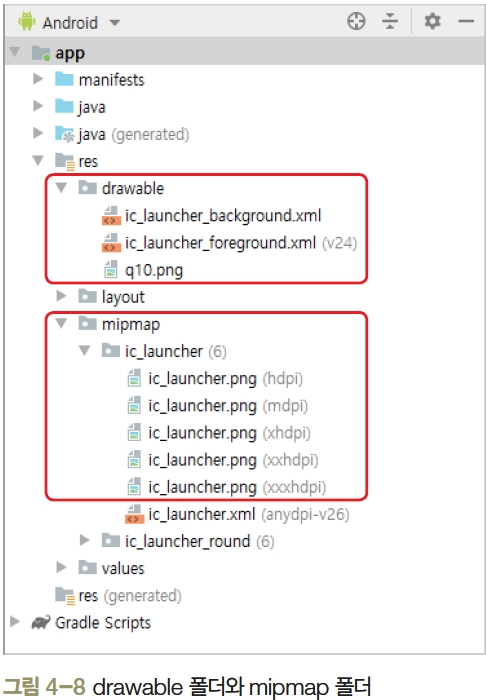 Android
app
manifests
java
java (generated)
res
drawable
ic_launcher_background.xml
ic_launcher_foreground.xml (v24)
q10.png
layout
mipmap
ic_launcher (6)
ic_launcher.png (hdpi)
ic_launcher.png (mdpi)
ic_launcher.png (xhdpi)
ic_launcher.png (xxhdpi)
ic_launcher.png (xxxhdpi)
ic_launcher.xml (anydpi-v26)
ic_launcher_round (6)
values
res (generated)
Gradle Scripts
그림 4-8 drawable 폴더와 mipmap 폴더